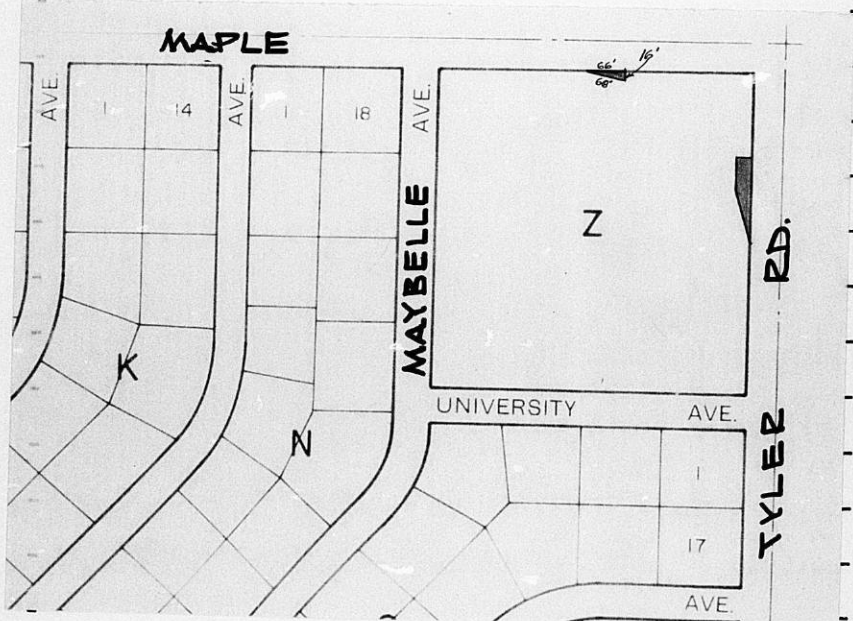 MAPLE
66'
16'
68'
AVE.
1
14
AVE.
1
18
AVE.
MAYBELLE
Z
RD.
K
N
UNIVERSITY AVE.
TYLER
1
17
AVE.